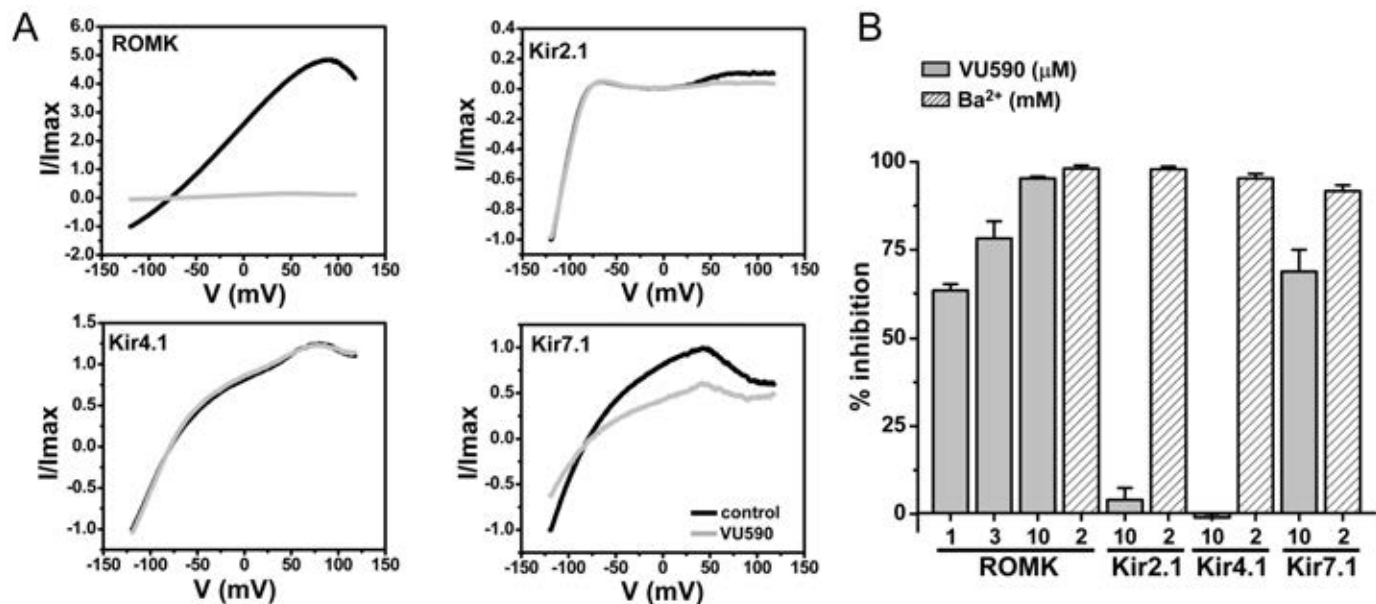 A
ROMK
I/Imax
6.0
5.0
4.0
3.0
2.0
1.0
0.0
-1.0
2.0
-150 -100 -50 0 50 100 150
V (mV)
Kir2.1
I/Imax
0.4
0.2
0.0
-0.2
-0.4
-0.6
-0.8
-1.0
-150 -100 -50 0 50 100 150
V (mV)
Kir4.1
I/Imax
1.5
1.0
0.5
0.0
-0.5
-1.0
-150 -100 -50 0 50 100 150
V (mV)
Kir7.1
I/Imax
1.0
0.5
0.0
-0.5
-1.0
control
VU590
-150 -100 -50 0 50 100 150
V (mV)
B
VU590 (μM)
Ba²⁺ (mM)
% inhibition
100
75
50
25
0
1 3 10 2 10 2 10 2 10 2
ROMK Kir2.1 Kir4.1 Kir7.1